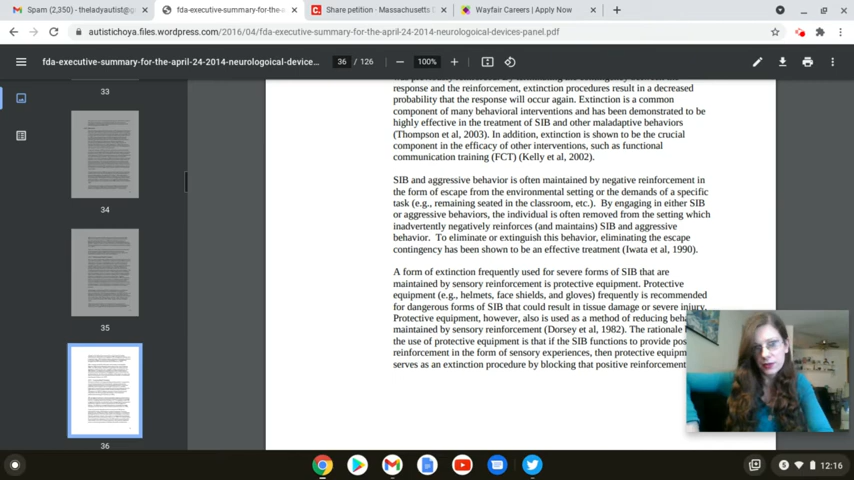 Spam (2,350) - theladyautist@g
fda-executive-summary-for-the-a
Share petition · Massachusetts S
Wayfair Careers | Apply Now
autistichoya.files.wordpress.com/2016/04/fda-executive-summary-for-the-april-24-2014-neurologoical-devices-panel.pdf
fda-executive-summary-for-the-april-24-2014-neurologoical-devices... 36 / 126 100%
33
34
35
36
response and the reinforcement, extinction procedures result in a decreased
probability that the response will occur again. Extinction is a common
component of many behavioral interventions and has been demonstrated to be
highly effective in the treatment of SIB and other maladaptive behaviors
(Thompson et al, 2003). In addition, extinction is shown to be the crucial
component in the efficacy of other interventions, such as functional
communication training (FCT) (Kelly et al, 2002).
SIB and aggressive behavior is often maintained by negative reinforcement in
the form of escape from the environmental setting or the demands of a specific
task (e.g., remaining seated in the classroom, etc.). By engaging in either SIB
or aggressive behaviors, the individual is often removed from the setting which
inadvertently negatively reinforces (and maintains) SIB and aggressive
behavior. To eliminate or extinguish this behavior, eliminating the escape
contingency has been shown to be an effective treatment (Iwata et al, 1990).
A form of extinction frequently used for severe forms of SIB that are
maintained by sensory reinforcement is protective equipment. Protective
equipment (e.g., helmets, face shields, and gloves) frequently is recommended
for dangerous forms of SIB that could result in tissue damage or severe injury.
Protective equipment, however, also is used as a method of reducing beha
maintained by sensory reinforcement (Dorsey et al, 1982). The rationale
the use of protective equipment is that if the SIB functions to provide pos
reinforcement in the form of sensory experiences, then protective equipm
serves as an extinction procedure by blocking that positive reinforcement
12:16